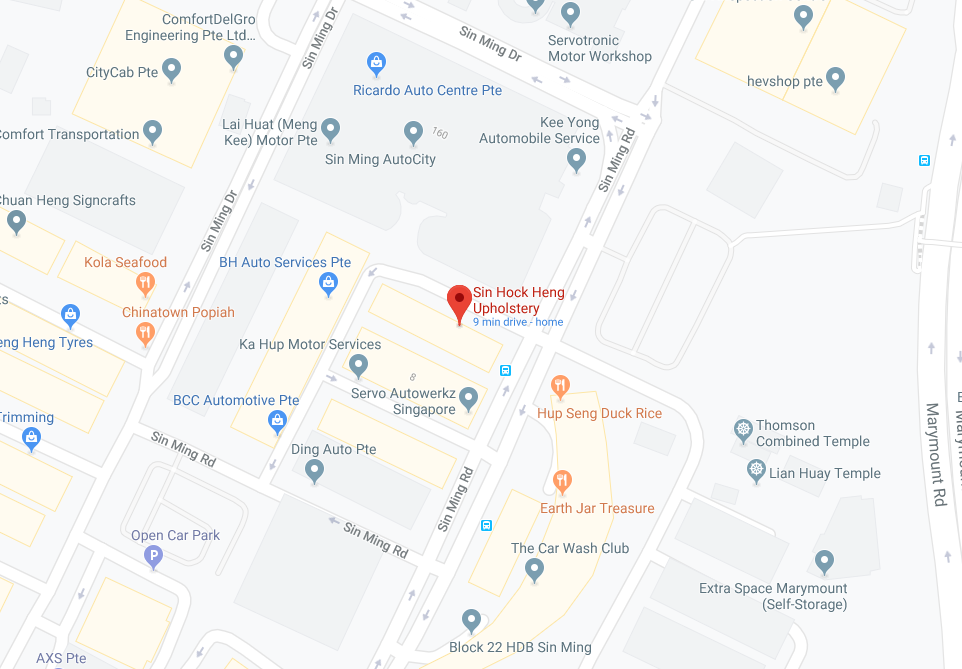 ComfortDelGro
Engineering Pte Ltd...
CityCab Pte
Sin Ming Dr
Sin Ming Dr
Servotronic
Motor Workshop
hevshop pte
Ricardo Auto Centre Pte
Comfort Transportation
Lai Huat (Meng
Kee) Motor Pte
160
Sin Ming AutoCity
Kee Yong
Automobile Service
Sin Ming Rd
Chuan Heng Signcrafts
Sin Ming Dr
Kola Seafood
BH Auto Services Pte
Sin Hock Heng
Upholstery
9 min drive - home
Chinatown Popiah
eng Heng Tyres
Ka Hup Motor Services
8
Servo Autowerkz
Singapore
BCC Automotive Pte
Hup Seng Duck Rice
Trimming
Sin Ming Rd
Ding Auto Pte
Thomson
Combined Temple
Lian Huay Temple
Marymount Rd
Sin Ming Rd
Earth Jar Treasure
Open Car Park
P
Sin Ming Rd
The Car Wash Club
Extra Space Marymount
(Self-Storage)
Block 22 HDB Sin Ming
AXS Pte